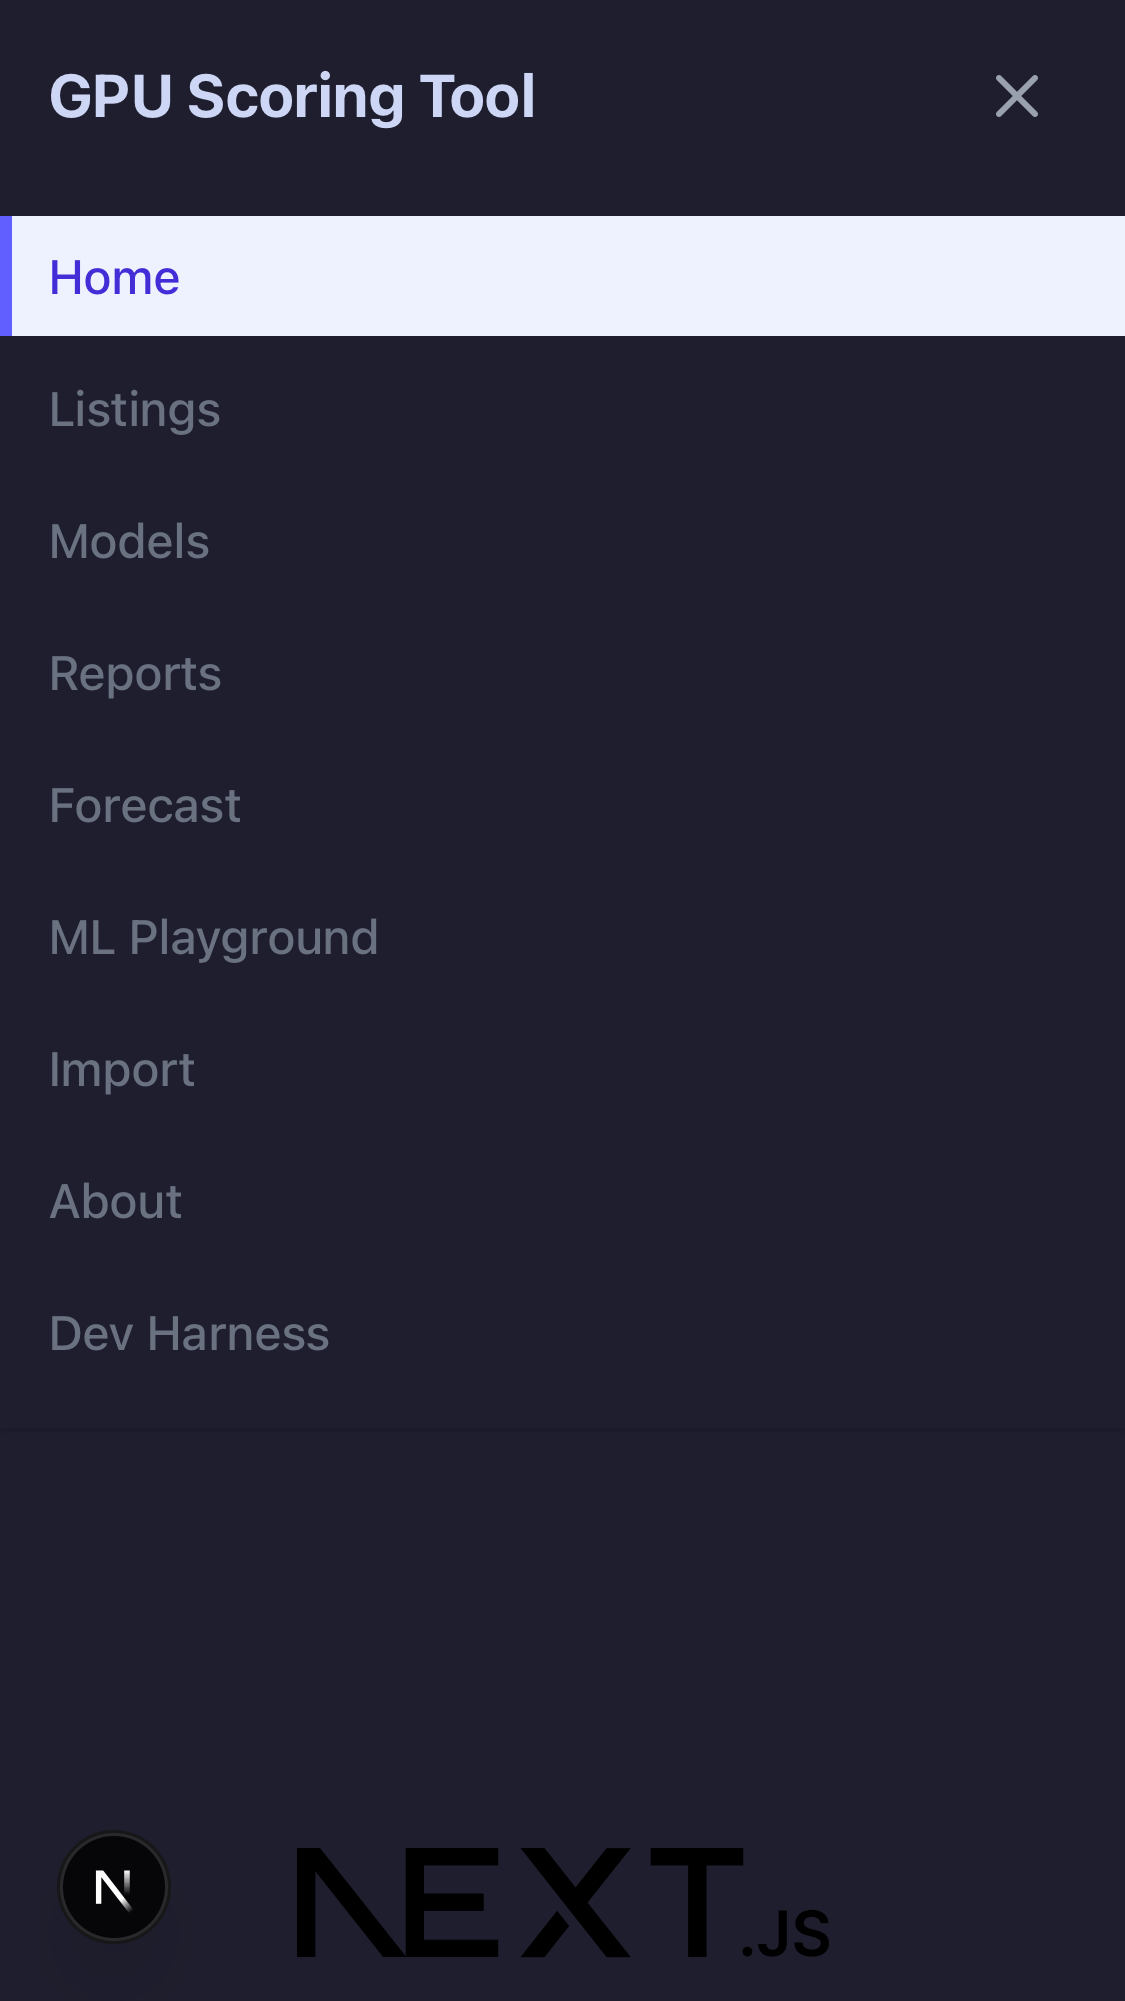 GPU Scoring Tool
Home
Listings
Models
Reports
Forecast
ML Playground
Import
About
Dev Harness
N
NEXT.JS